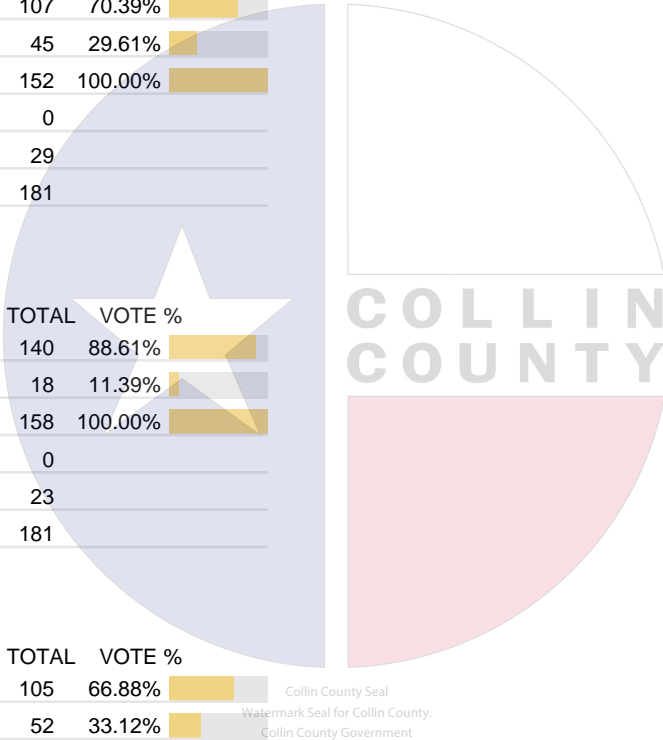 107 70.39%
45 29.61%
152 100.00%
0
29
181
TOTAL VOTE %
140 88.61%
18 11.39%
158 100.00%
0
23
181
COLLIN
COUNTY
TOTAL VOTE %
105 66.88%
52 33.12%
Collin County Seal
Watermark Seal for Collin County.
Collin County Government